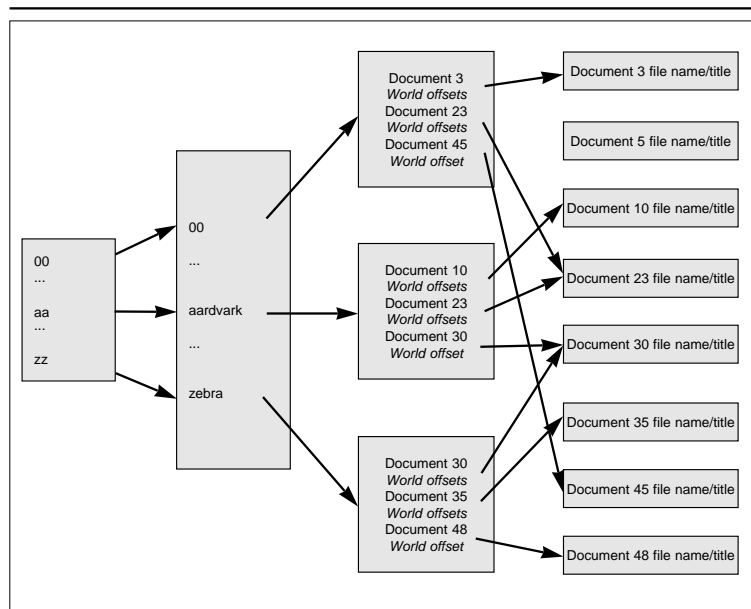 00
...
aa
...
zz
00
...
aardvark
...
zebra
Document 3
World offsets
Document 23
World offsets
Document 45
World offset
Document 10
World offsets
Document 23
World offsets
Document 30
World offset
Document 30
World offsets
Document 35
World offsets
Document 48
World offset
Document 3 file name/title
Document 5 file name/title
Document 10 file name/title
Document 23 file name/title
Document 30 file name/title
Document 35 file name/title
Document 45 file name/title
Document 48 file name/title